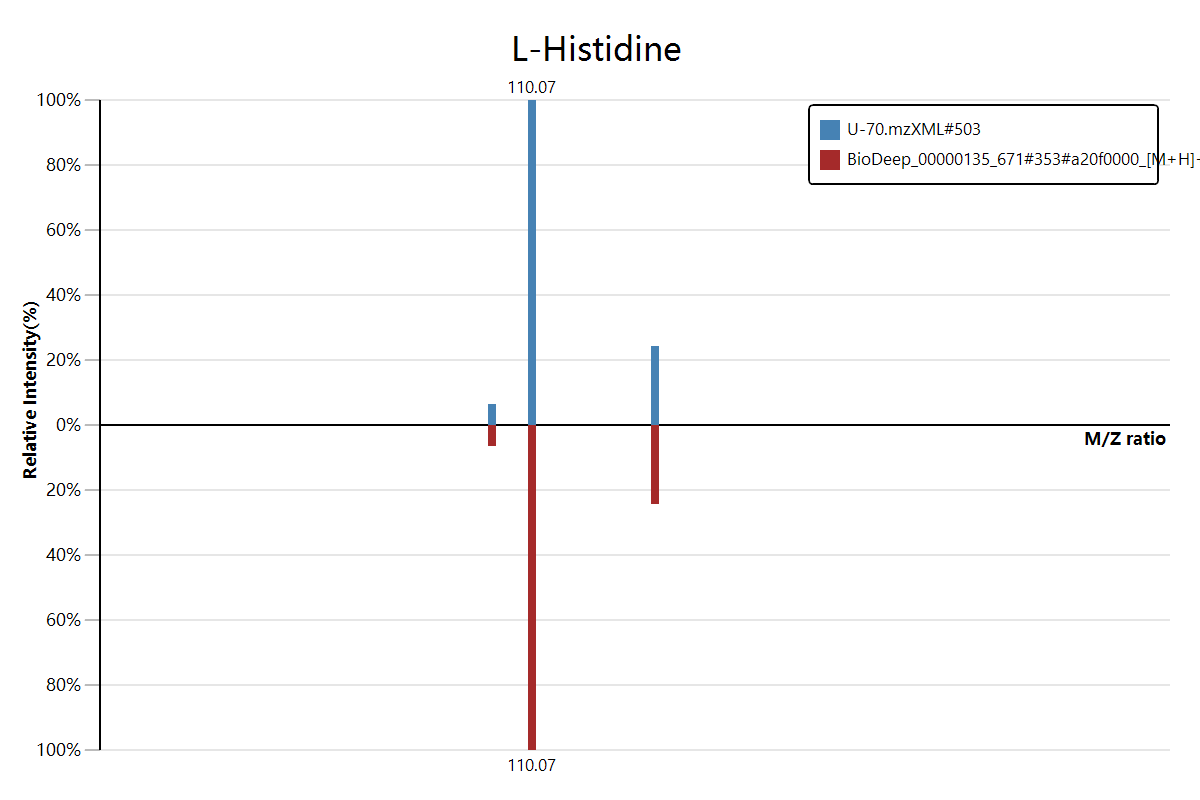 L-Histidine
110.07
100%
80%
60%
40%
20%
0%
20%
40%
60%
80%
100%
Relative Intensity(%)
U-70.mzXML#503
BioDeep_00000135_671#353#a20f0000_[M+H]+
M/Z ratio
110.07